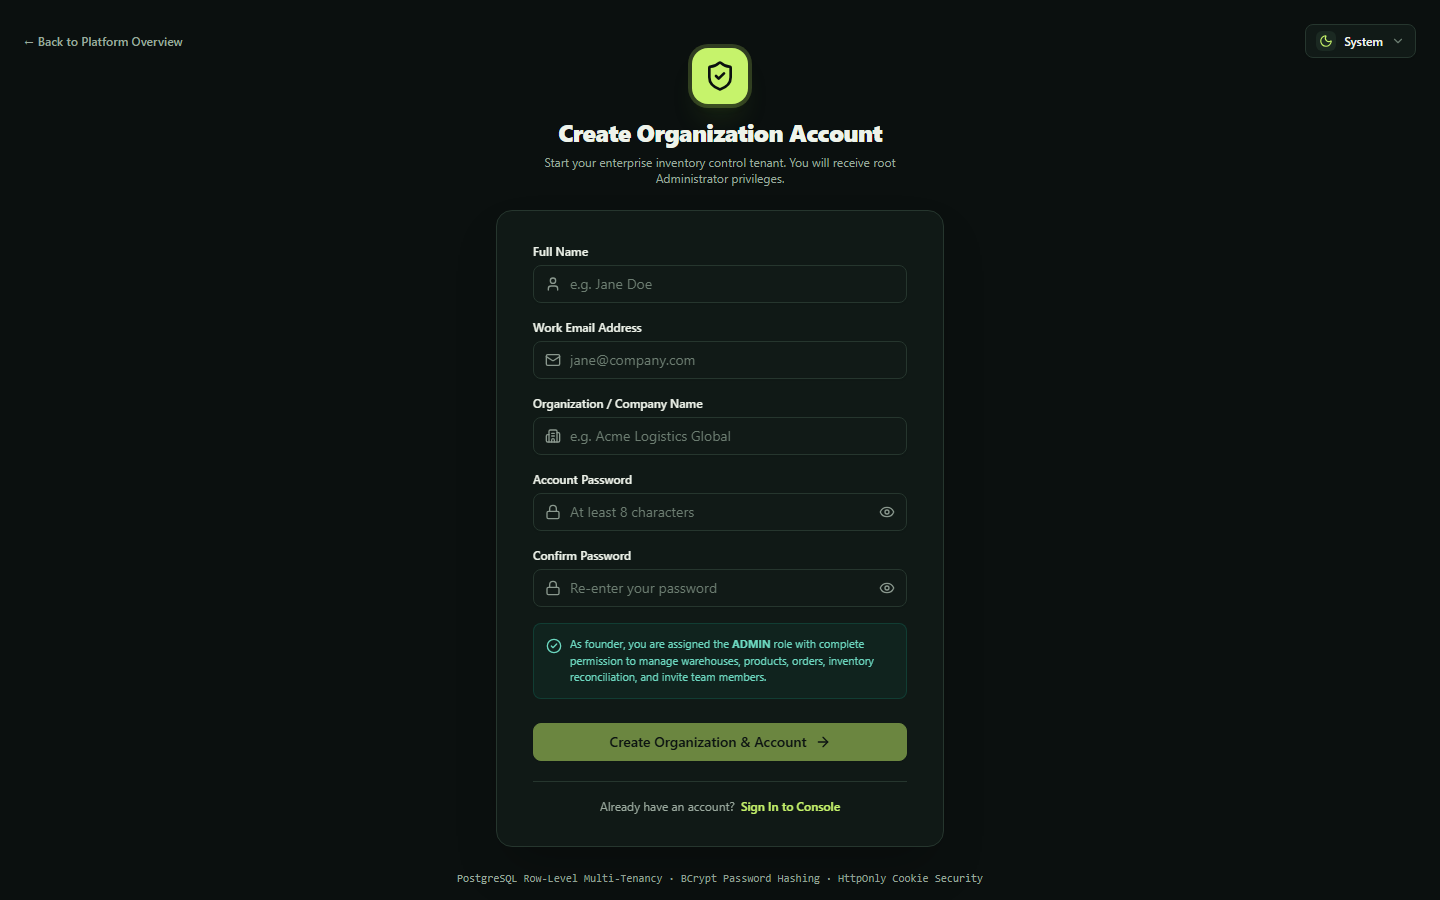 ← Back to Platform Overview
System
Create Organization Account
Start your enterprise inventory control tenant. You will receive root
Administrator privileges.
Full Name
e.g. Jane Doe
Work Email Address
jane@company.com
Organization / Company Name
e.g. Acme Logistics Global
Account Password
At least 8 characters
Confirm Password
Re-enter your password
As founder, you are assigned the ADMIN role with complete
permission to manage warehouses, products, orders, inventory
reconciliation, and invite team members.
Create Organization & Account →
Already have an account? Sign In to Console
PostgreSQL Row-Level Multi-Tenancy · BCrypt Password Hashing · HttpOnly Cookie Security